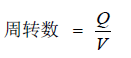 周转数 = Q/V